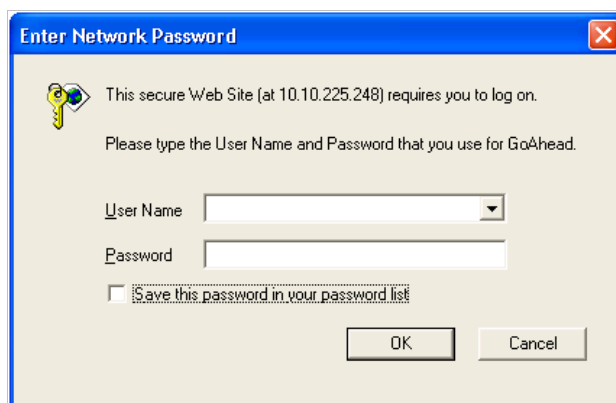 Enter Network Password
This secure Web Site (at 10.10.225.248) requires you to log on.
Please type the User Name and Password that you use for GoAhead.
User Name
Password
Save this password in your password list
OK Cancel